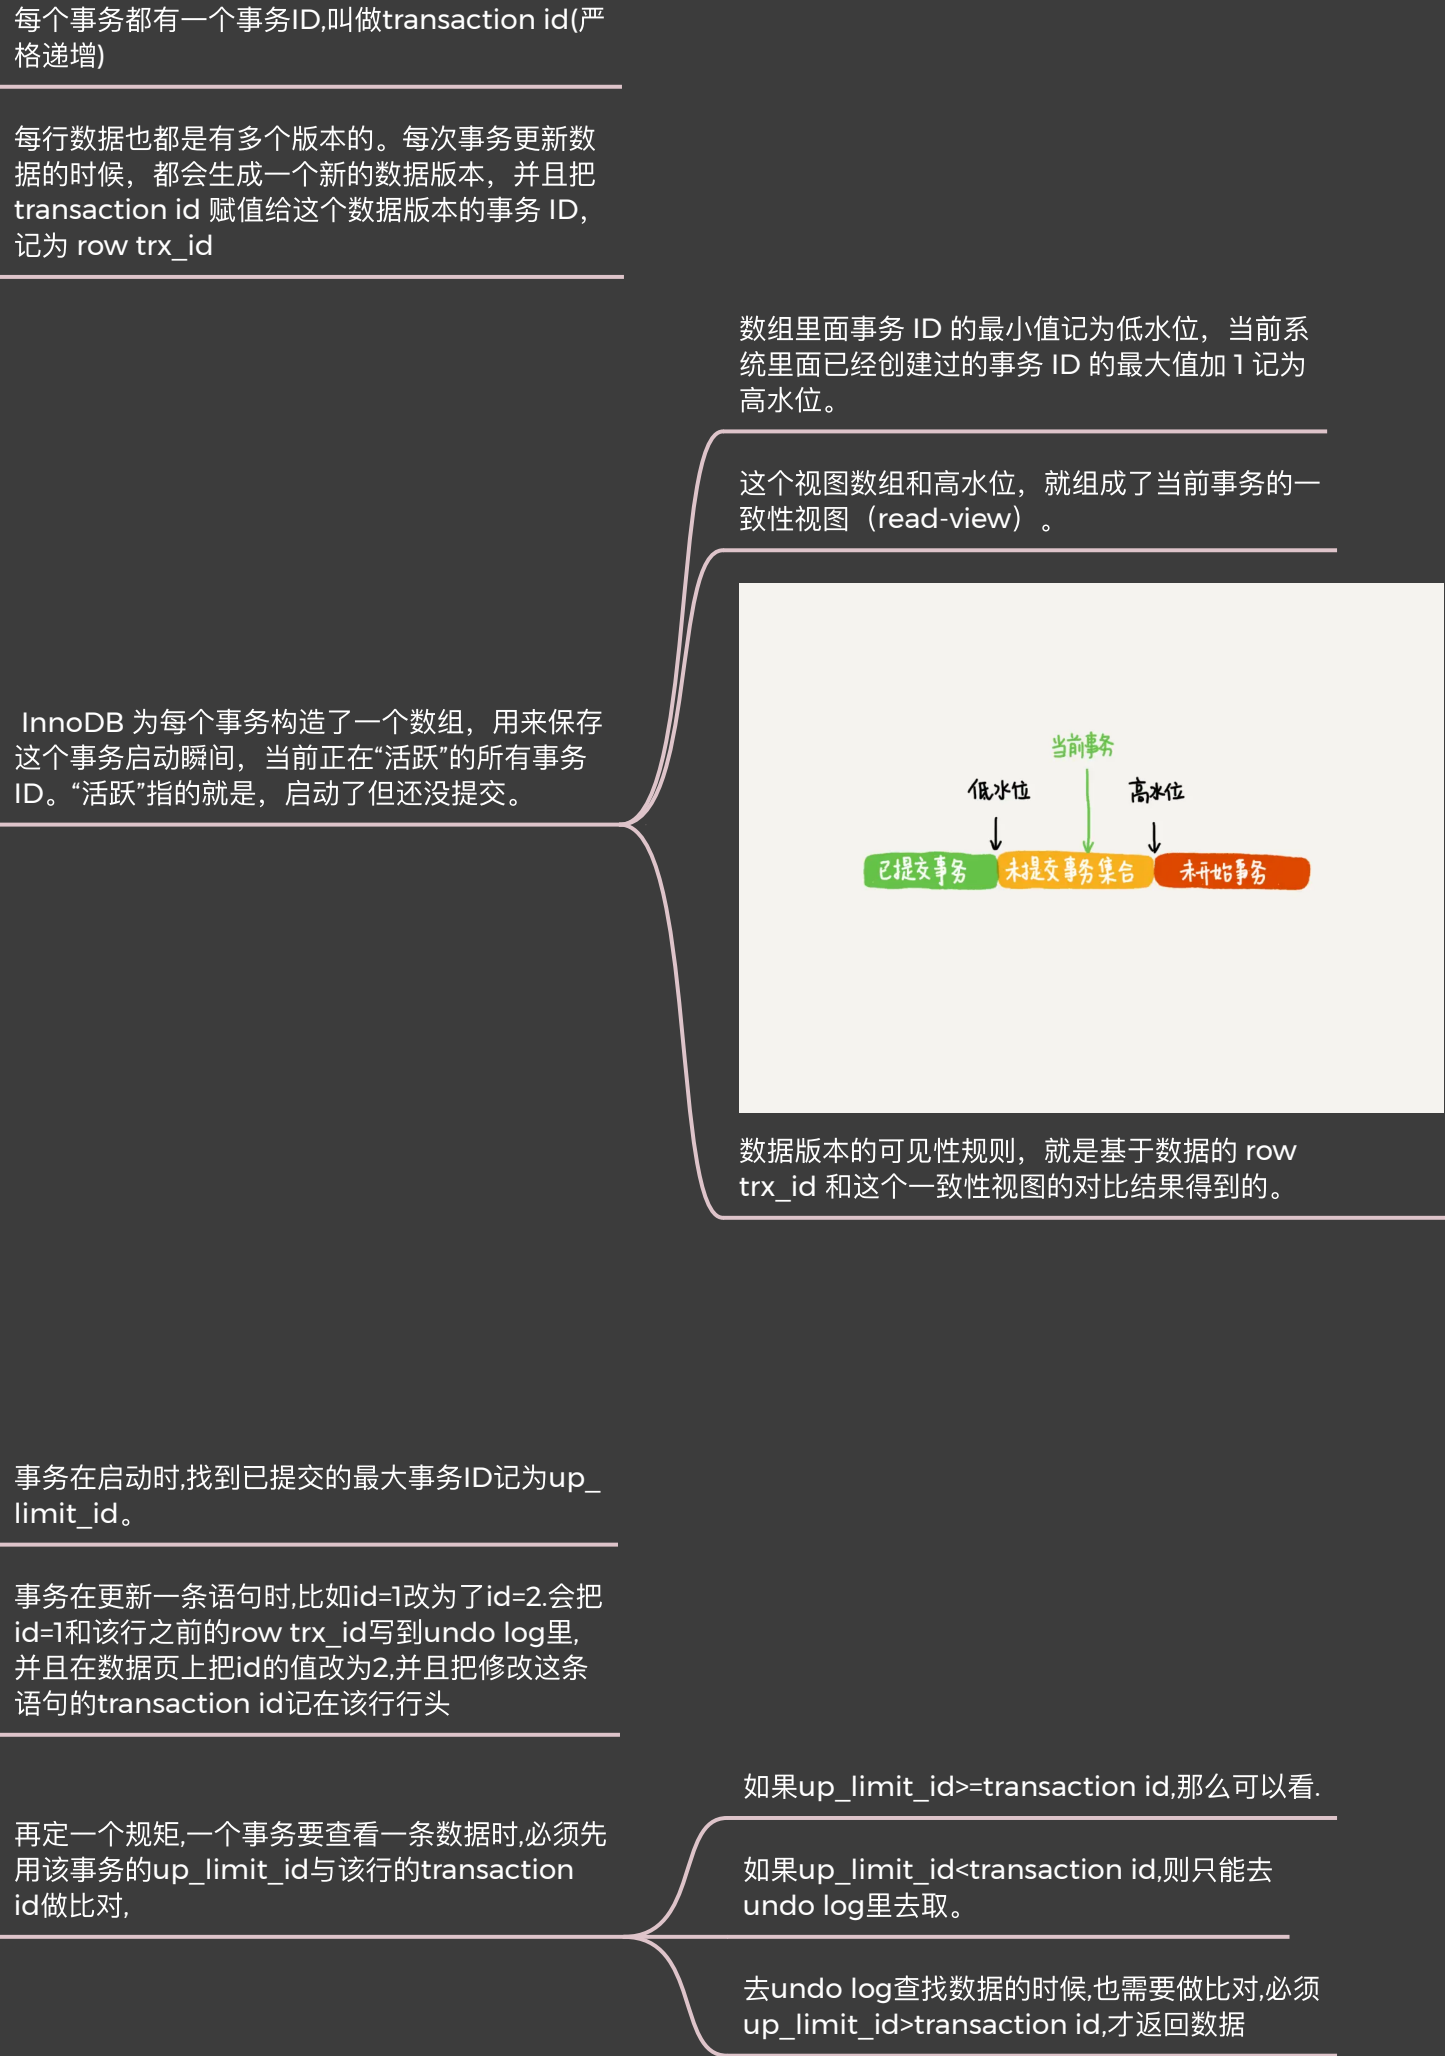 每个事务都有一个事务ID,叫做transaction id(严
格递增)
每行数据也都是有多个版本的。每次事务更新数
据的时候，都会生成一个新的数据版本，并且把
transaction id 赋值给这个数据版本的事务 ID，
记为 row trx_id
InnoDB 为每个事务构造了一个数组，用来保存
这个事务启动瞬间，当前正在“活跃”的所有事务
ID。“活跃”指的就是，启动了但还没提交。
数组里面事务 ID 的最小值记为低水位，当前系
统里面已经创建过的事务 ID 的最大值加 1 记为
高水位。
这个视图数组和高水位，就组成了当前事务的一
致性视图（read-view）。
当前事务
低水位
高水位
已提交事务
未提交事务集合
未开始事务
数据版本的可见性规则，就是基于数据的 row
trx_id 和这个一致性视图的对比结果得到的。
事务在启动时,找到已提交的最大事务ID记为up_
limit_id。
事务在更新一条语句时,比如id=1改为了id=2.会把
id=1和该行之前的row trx_id写到undo log里,
并且在数据页上把id的值改为2,并且把修改这条
语句的transaction id记在该行行头
再定一个规矩,一个事务要查看一条数据时,必须先
用该事务的up_limit_id与该行的transaction
id做比对,
如果up_limit_id>=transaction id,那么可以看.
如果up_limit_id<transaction id,则只能去
undo log里去取。
去undo log查找数据的时候,也需要做比对,必须
up_limit_id>transaction id,才返回数据